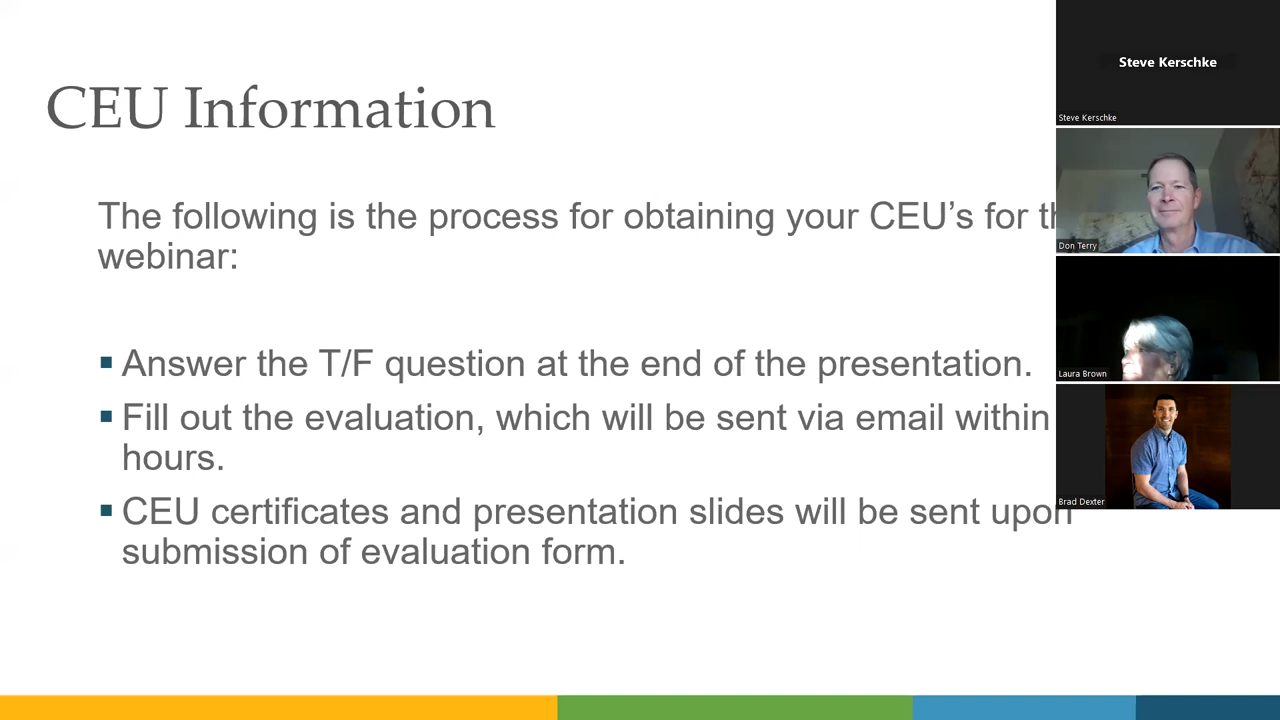 CEU Information
The following is the process for obtaining your CEU’s for
webinar:
▪ Answer the T/F question at the end of the presentation.
▪ Fill out the evaluation, which will be sent via email within
hours.
▪ CEU certificates and presentation slides will be sent upon
submission of evaluation form.
Steve Kerschke
Steve Kerschke
Don Terry
Laura Brown
Brad Dexter